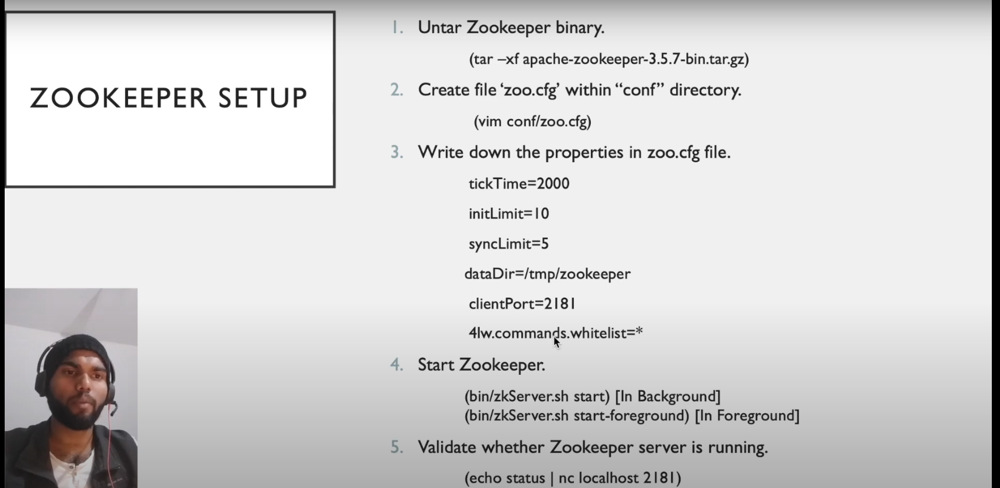 ZOOKEEPER SETUP
1. Untar Zookeeper binary.
(tar –xf apache-zookeeper-3.5.7-bin.tar.gz)
2. Create file ‘zoo.cfg’ within “conf” directory.
(vim conf/zoo.cfg)
3. Write down the properties in zoo.cfg file.
tickTime=2000
initLimit=10
syncLimit=5
dataDir=/tmp/zookeeper
clientPort=2181
4lw.commands.whitelist=*
4. Start Zookeeper.
(bin/zkServer.sh start) [In Background]
(bin/zkServer.sh start-foreground) [In Foreground]
5. Validate whether Zookeeper server is running.
(echo status | nc localhost 2181)